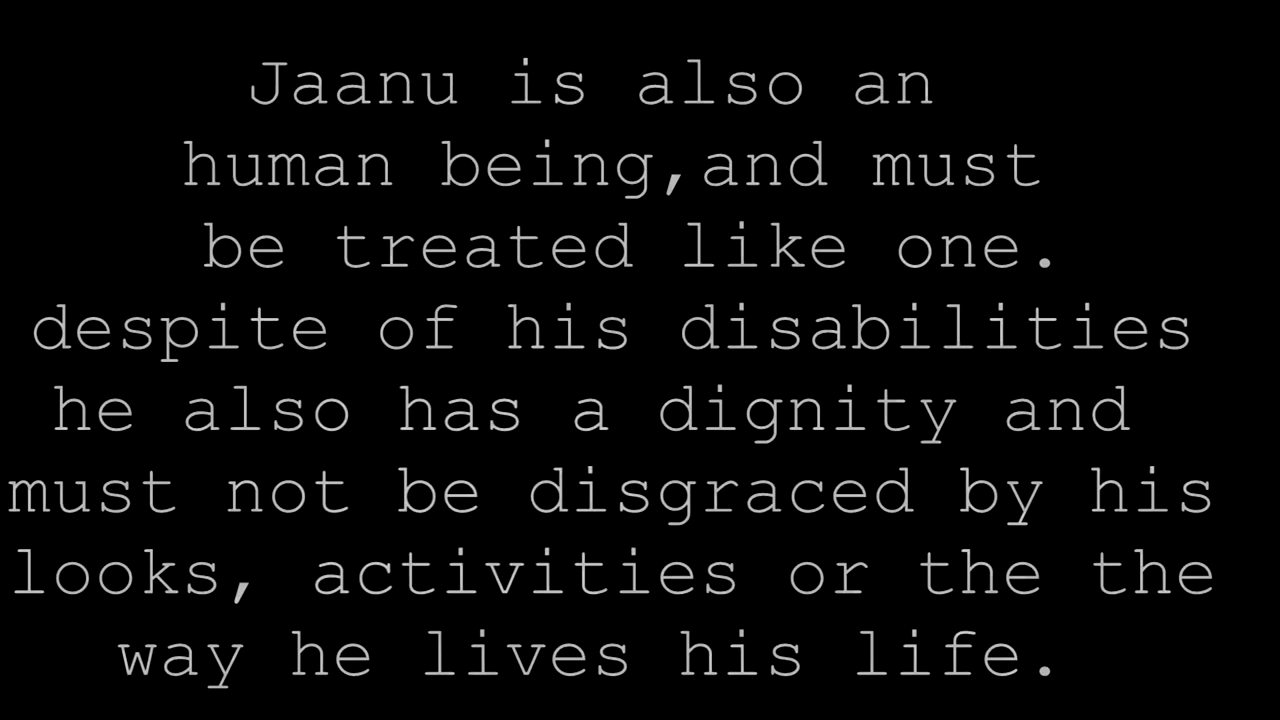 Jaanu is also an
human being,and must
be treated like one.
despite of his disabilities
he also has a dignity and
must not be disgraced by his
looks, activities or the the
way he lives his life.